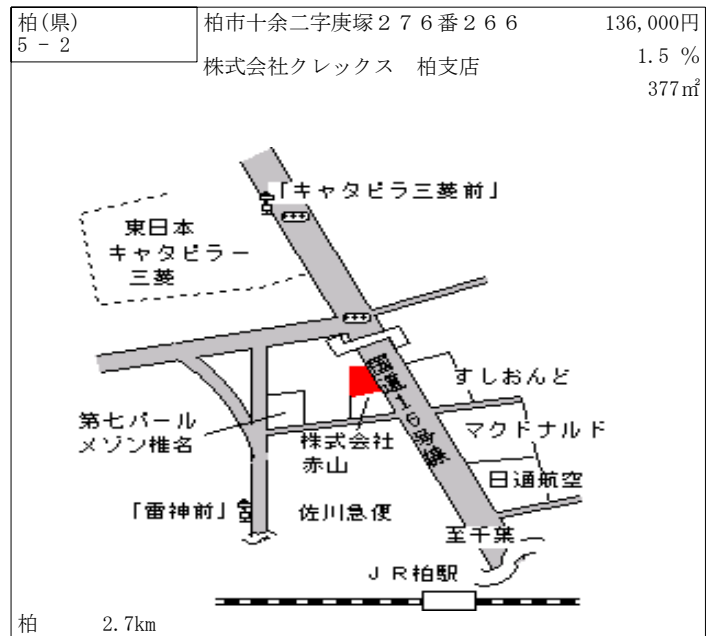 柏(県)
5 - 2
柏市十余二字庚塚２７６番２６６
136,000円
株式会社クレックス　柏支店
1.5 %
377㎡
「キャタピラ三菱前」
東日本
キャタピラー
三菱
国道16号線
すしおんど
第七パール
メゾン椎名
株式会社
赤山
マクドナルド
日通航空
「雷神前」
佐川急便
至千葉
ＪＲ柏駅
柏
2.7km